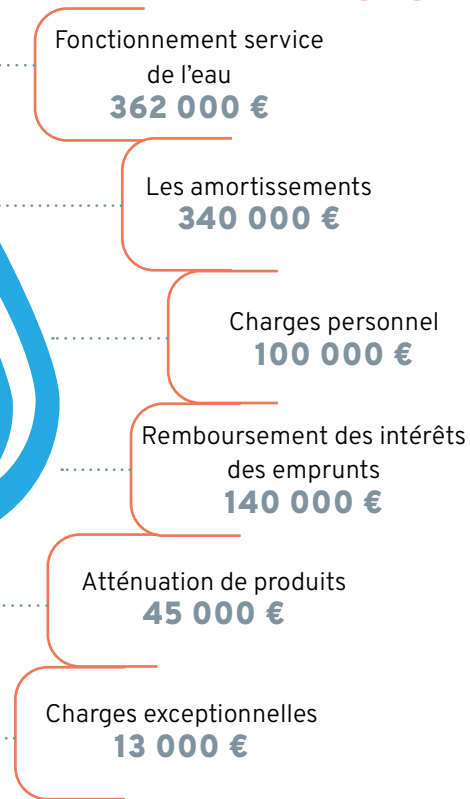 Fonctionnement service
de l'eau
362 000 €
Les amortissements
340 000 €
Charges personnel
100 000 €
Remboursement des intérêts
des emprunts
140 000 €
Atténuation de produits
45 000 €
Charges exceptionnelles
13 000 €